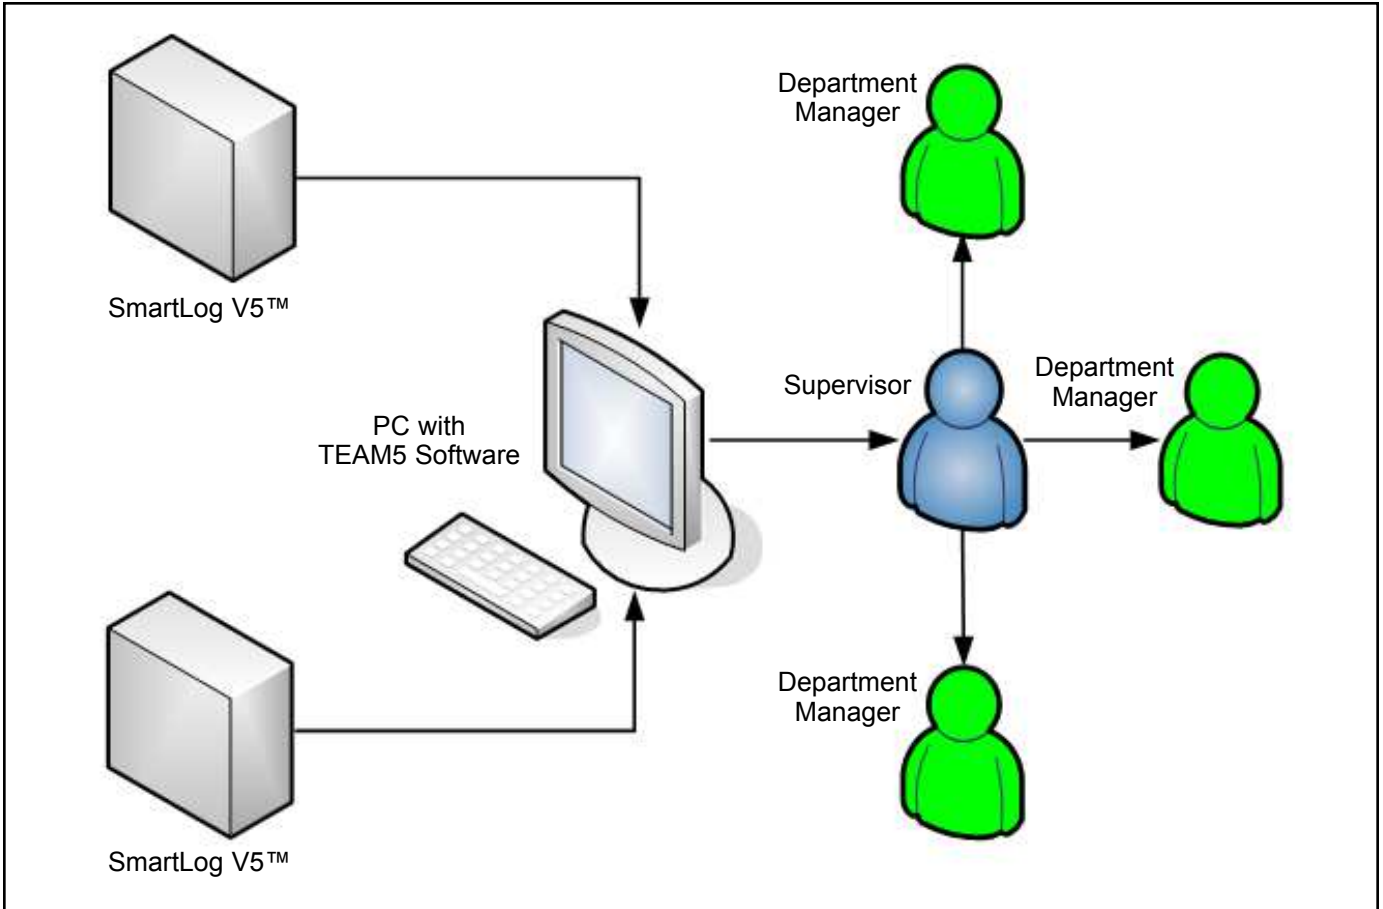 Department
Manager
SmartLog V5™
Supervisor
Department
Manager
PC with
TEAM5 Software
Department
Manager
SmartLog V5™